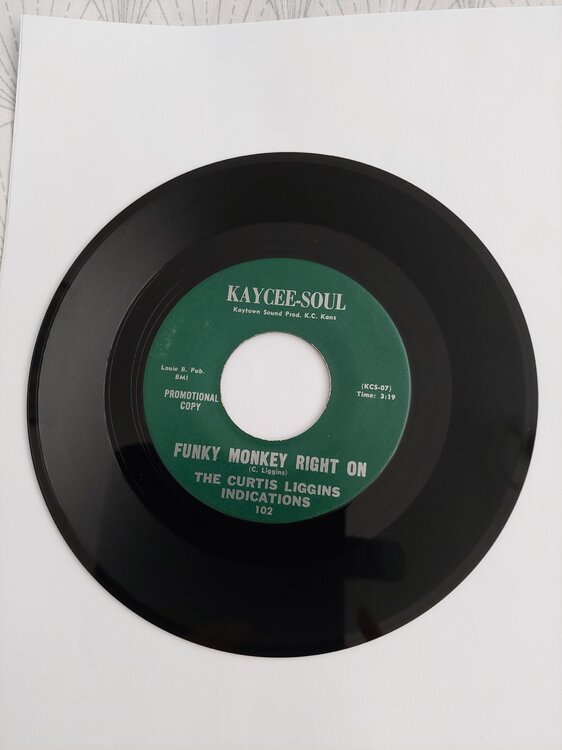 KAYCEE-SOUL
Kaytown Sound Prod. K.C. Kans
Louie B. Pub.
BMI
PROMOTIONAL
COPY
(KCS-07)
Time: 3:19
FUNKY MONKEY RIGHT ON
(C. Liggins)
THE CURTIS LIGGINS
INDICATIONS
102